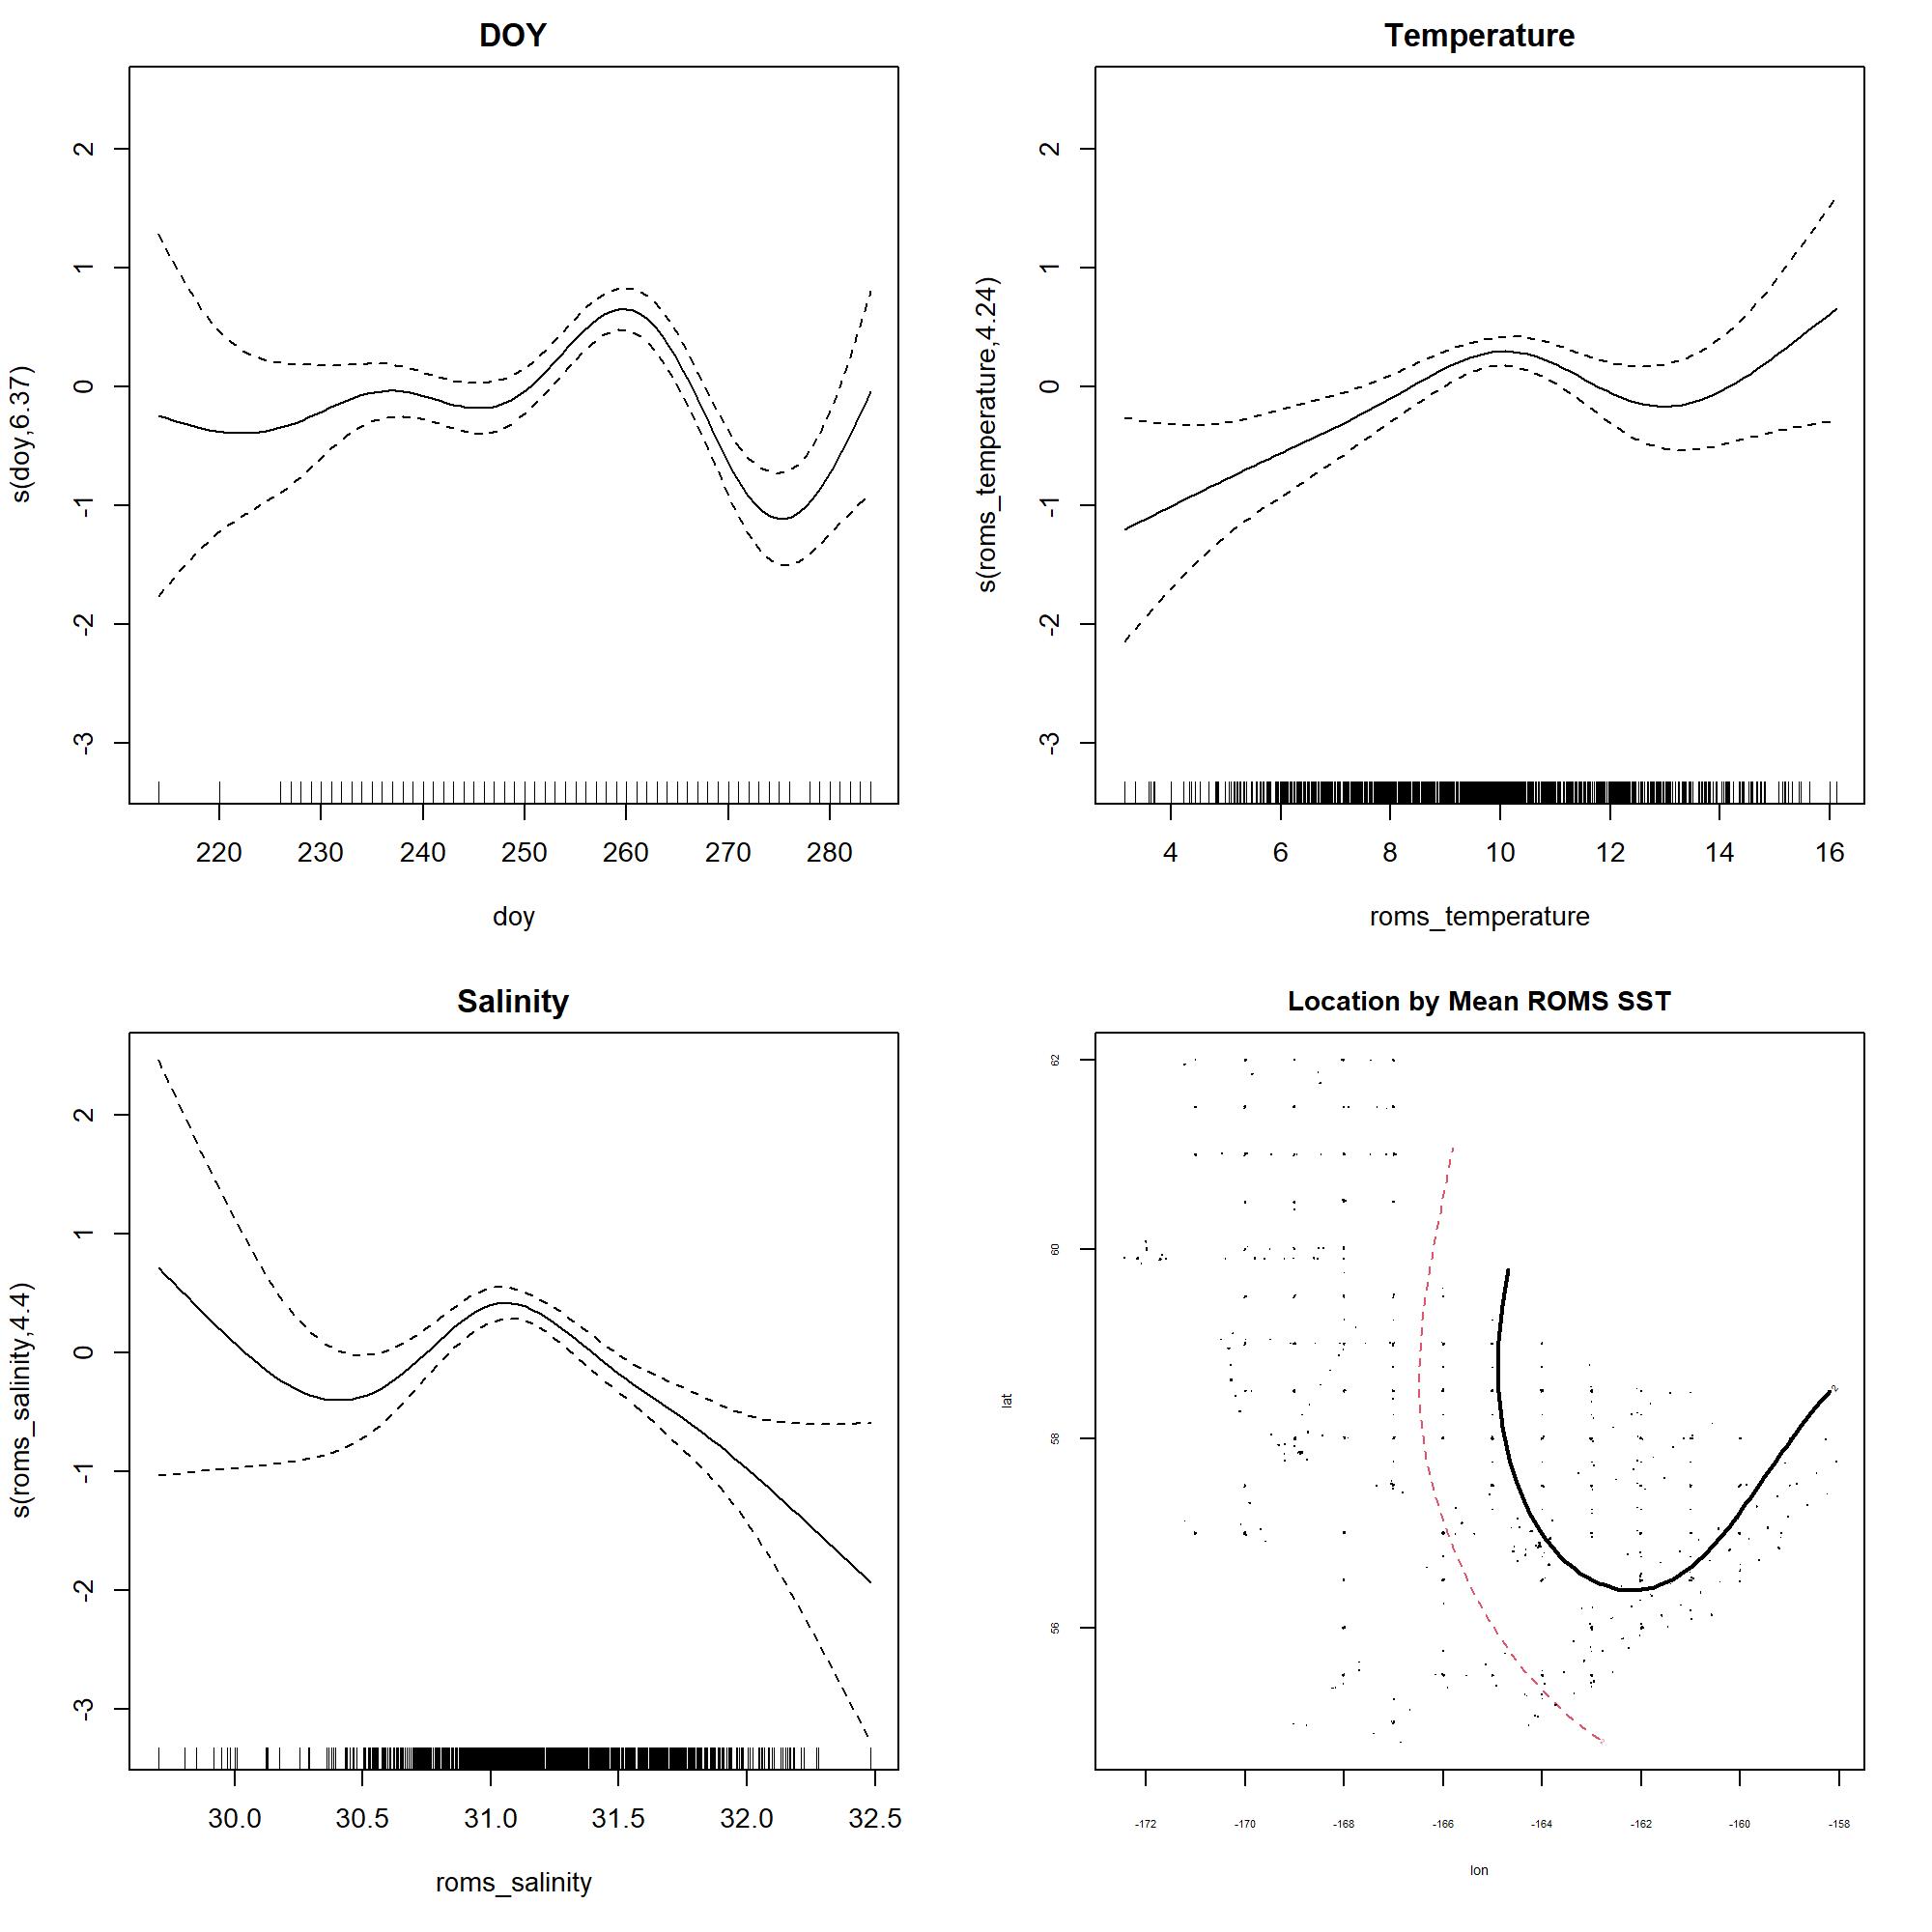 DOY
s(doy,6.37)
2
1
0
-1
-2
-3
220 230 240 250 260 270 280
doy
Temperature
s(roms_temperature,4.24)
2
1
0
-1
-2
-3
4 6 8 10 12 14 16
roms_temperature
Salinity
s(roms_salinity,4.4)
2
1
0
-1
-2
-3
30.0 30.5 31.0 31.5 32.0 32.5
roms_salinity
Location by Mean ROMS SST
lat
62
60
58
56
2
-172 -170 -168 -166 -164 -162 -160 -158
lon